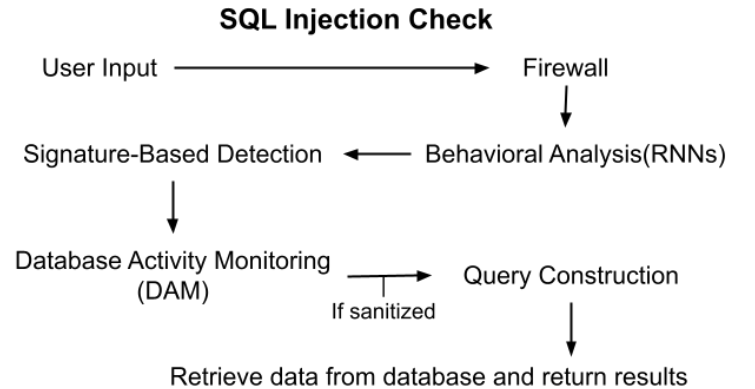 SQL Injection Check
User Input
Firewall
Behavioral Analysis(RNNs)
Signature-Based Detection
Database Activity Monitoring
(DAM)
If sanitized
Query Construction
Retrieve data from database and return results